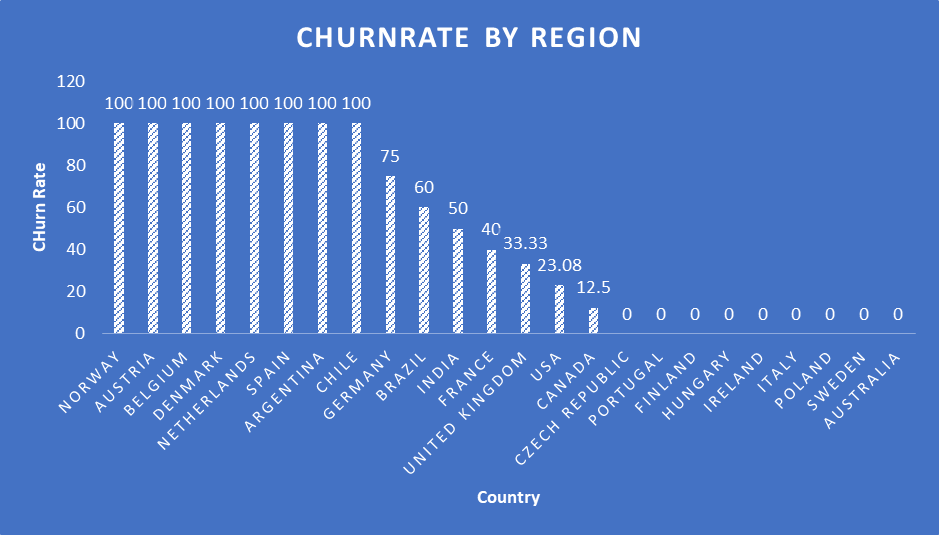 CHURNRATE BY REGION
120
100
80
60
40
20
0
CHurn Rate
100 100 100 100 100 100 100 100 75 60 50 40 33.33 23.08 12.5 0 0 0 0 0 0 0 0 0
NORWAY
AUSTRIA
BELGIUM
DENMARK
NETHERLANDS
SPAIN
ARGENTINA
CHILE
GERMANY
BRAZIL
INDIA
FRANCE
UNITED KINGDOM
USA
CANADA
CZECH REPUBLIC
PORTUGAL
FINLAND
HUNGARY
IRELAND
ITALY
POLAND
SWEDEN
AUSTRALIA
Country